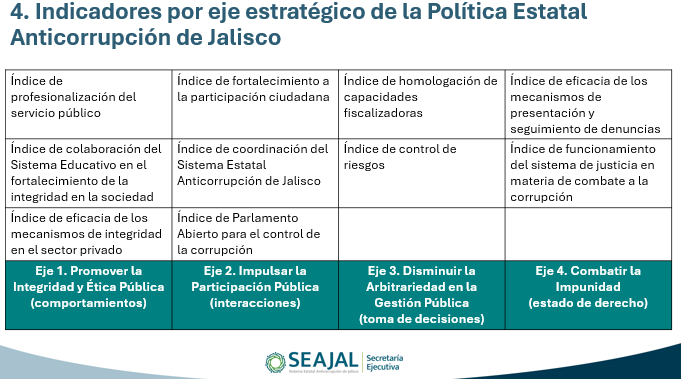 4. Indicadores por eje estratégico de la Política Estatal
Anticorrupción de Jalisco
Índice de
profesionalización del
servicio público
Índice de fortalecimiento a
la participación ciudadana
Índice de homologación de
capacidades
fiscalizadoras
Índice de eficacia de los
mecanismos de
presentación y
seguimiento de denuncias
Índice de colaboración del
Sistema Educativo en el
fortalecimiento de la
integridad en la sociedad
Índice de coordinación del
Sistema Estatal
Anticorrupción de Jalisco
Índice de control de
riesgos
Índice de funcionamiento
del sistema de justicia en
materia de combate a la
corrupción
Índice de eficacia de los
mecanismos de integridad
en el sector privado
Índice de Parlamento
Abierto para el control de
la corrupción
Eje 1. Promover la
Integridad y Ética Pública
(comportamientos)
Eje 2. Impulsar la
Participación Pública
(interacciones)
Eje 3. Disminuir la
Arbitrariedad en la
Gestión Pública
(toma de decisiones)
Eje 4. Combatir la
Impunidad
(estado de derecho)
SEAJAL
Sistema Estatal Anticorrupción de Jalisco
Secretaría
Ejecutiva